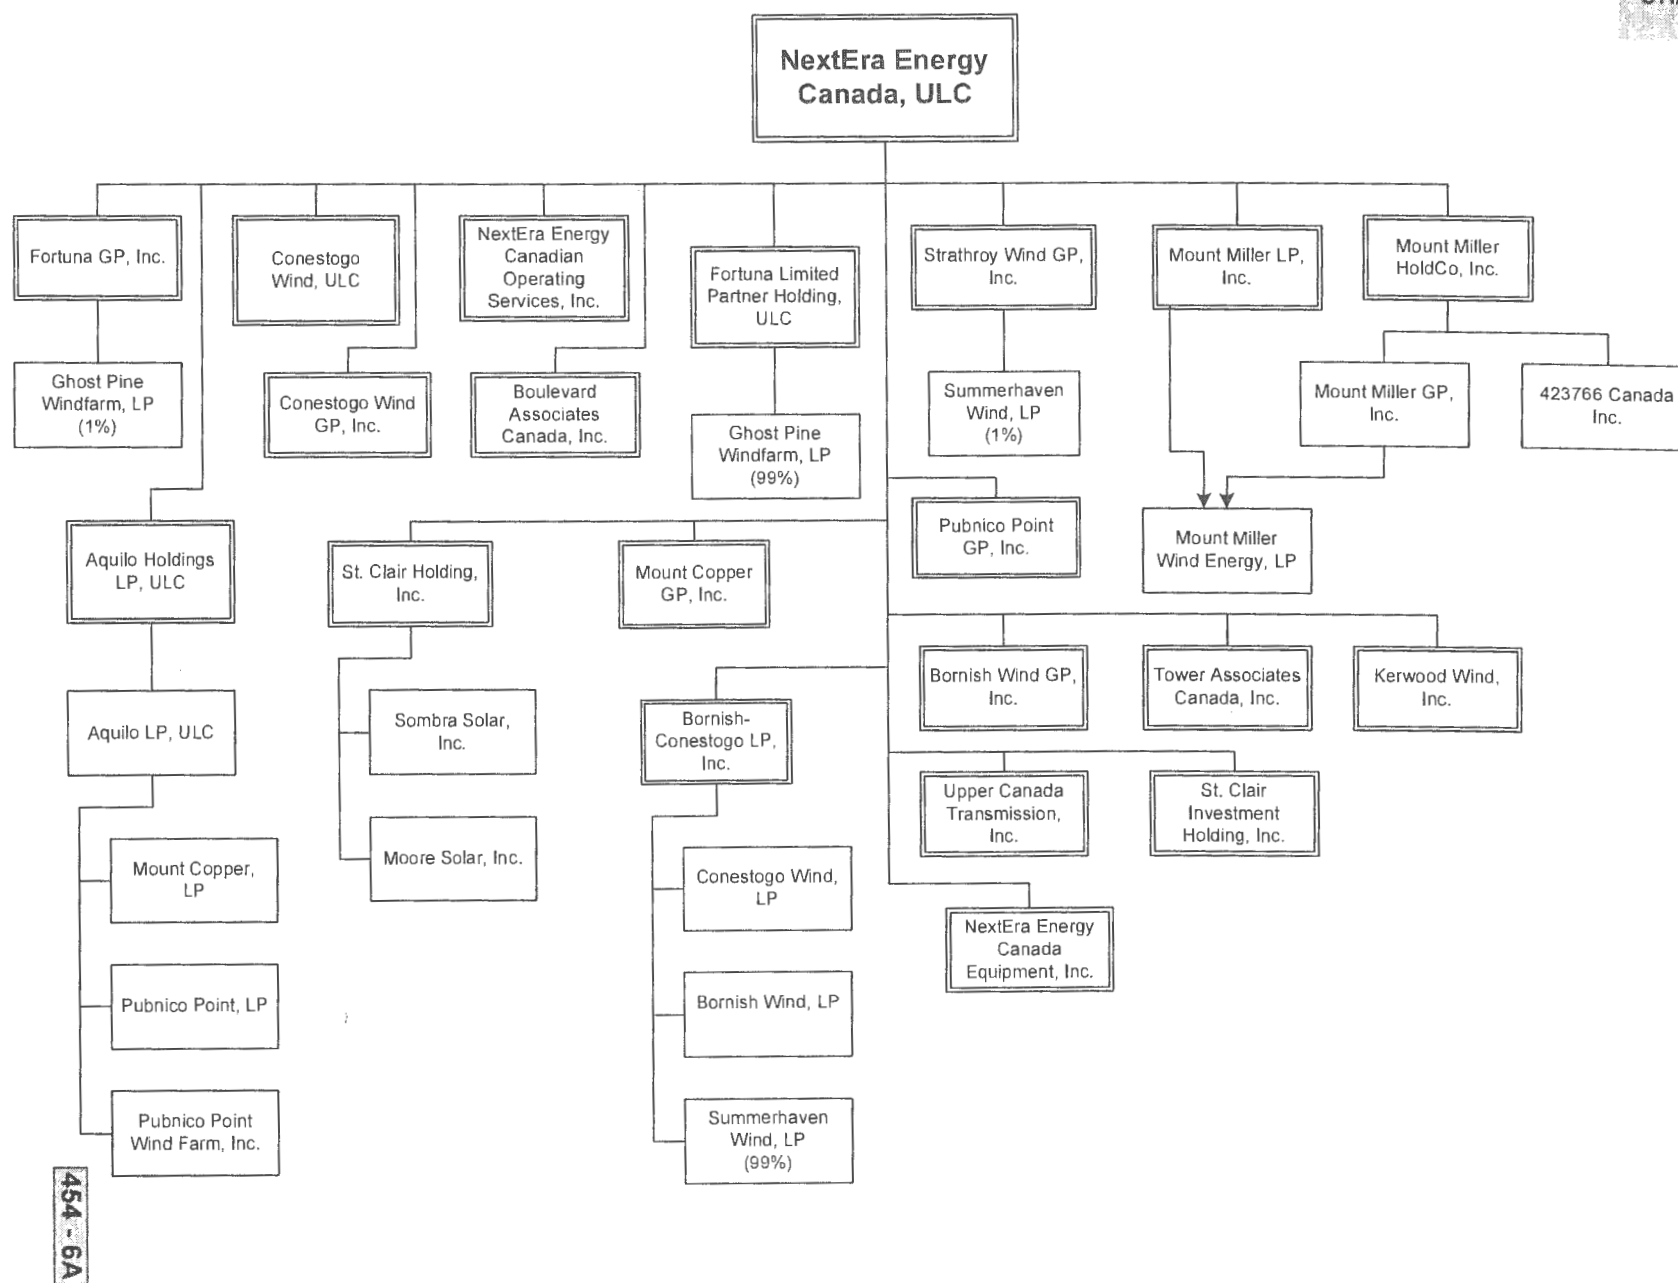 NextEra Energy
Canada, ULC
Fortuna GP, Inc.
Conestogo
Wind, ULC
NextEra Energy
Canadian
Operating
Services, Inc.
Fortuna Limited
Partner Holding,
ULC
Strathroy Wind GP,
Inc.
Mount Miller LP,
Inc.
Mount Miller
HoldCo, Inc.
Ghost Pine
Windfarm, LP
(1%)
Conestogo Wind
GP, Inc.
Boulevard
Associates
Canada, Inc.
Ghost Pine
Windfarm, LP
(99%)
Summerhaven
Wind, LP
(1%)
Mount Miller GP,
Inc.
423766 Canada
Inc.
Aquilo Holdings
LP, ULC
St. Clair Holding,
Inc.
Mount Copper
GP, Inc.
Pubnico Point
GP, Inc.
Mount Miller
Wind Energy, LP
Aquilo LP, ULC
Sombra Solar,
Inc.
Bornish-
Conestogo LP,
Inc.
Bornish Wind GP,
Inc.
Tower Associates
Canada, Inc.
Kerwood Wind,
Inc.
Upper Canada
Transmission,
Inc.
St. Clair
Investment
Holding, Inc.
Mount Copper,
LP
Moore Solar, Inc.
Conestogo Wind,
LP
NextEra Energy
Canada
Equipment, Inc.
Pubnico Point, LP
Bornish Wind, LP
Pubnico Point
Wind Farm, Inc.
Summerhaven
Wind, LP
(99%)
454 - 6A